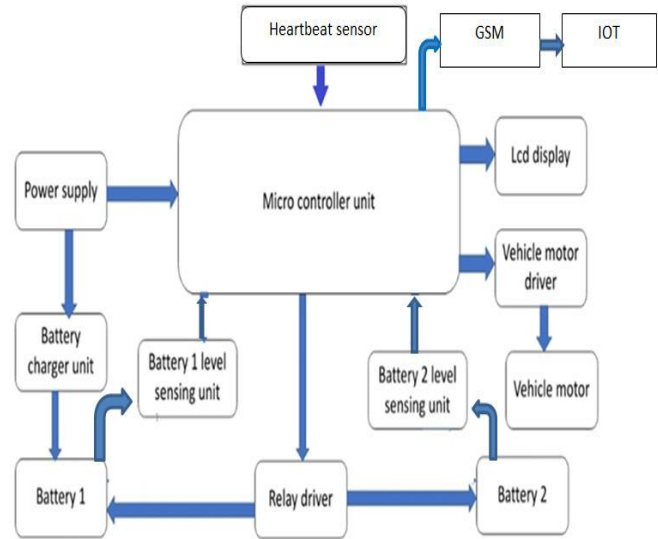 Heartbeat sensor
GSM
IOT
Lcd display
Power supply
Micro controller unit
Vehicle motor
driver
Battery
charger unit
Battery 1 level
sensing unit
Battery 2 level
sensing unit
Vehicle motor
Battery 1
Relay driver
Battery 2